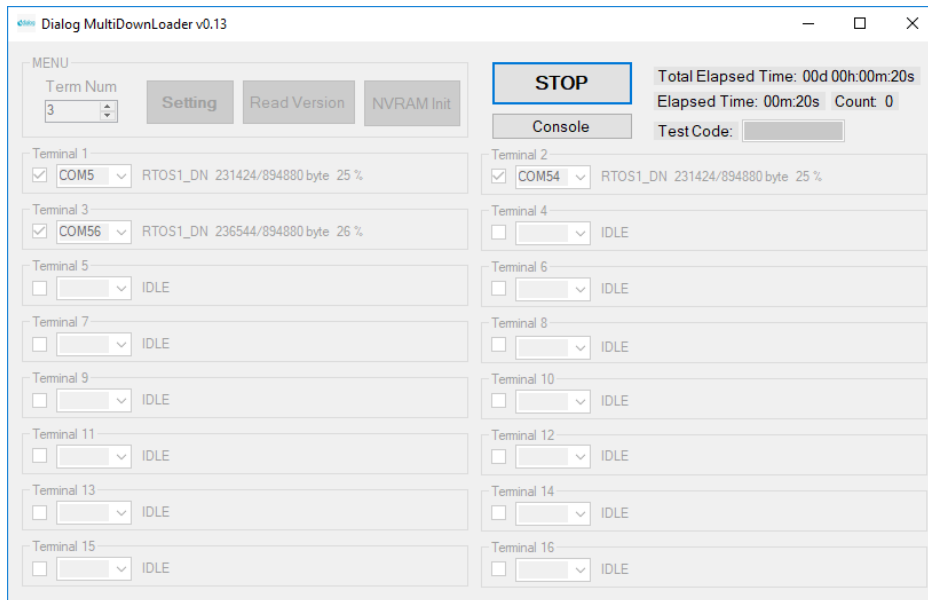 Dialog MultiDownLoader v0.13
MENU
Term Num
3
Setting
Read Version
NVRAM Init
STOP
Console
Total Elapsed Time: 00d 00h:00m:20s
Elapsed Time: 00m:20s Count: 0
Test Code:
Terminal 1
COM5 RTOS1_DN 231424/894880 byte 25 %
Terminal 2
COM54 RTOS1_DN 231424/894880 byte 25 %
Terminal 3
COM56 RTOS1_DN 236544/894880 byte 26 %
Terminal 4
IDLE
Terminal 5
IDLE
Terminal 6
IDLE
Terminal 7
IDLE
Terminal 8
IDLE
Terminal 9
IDLE
Terminal 10
IDLE
Terminal 11
IDLE
Terminal 12
IDLE
Terminal 13
IDLE
Terminal 14
IDLE
Terminal 15
IDLE
Terminal 16
IDLE